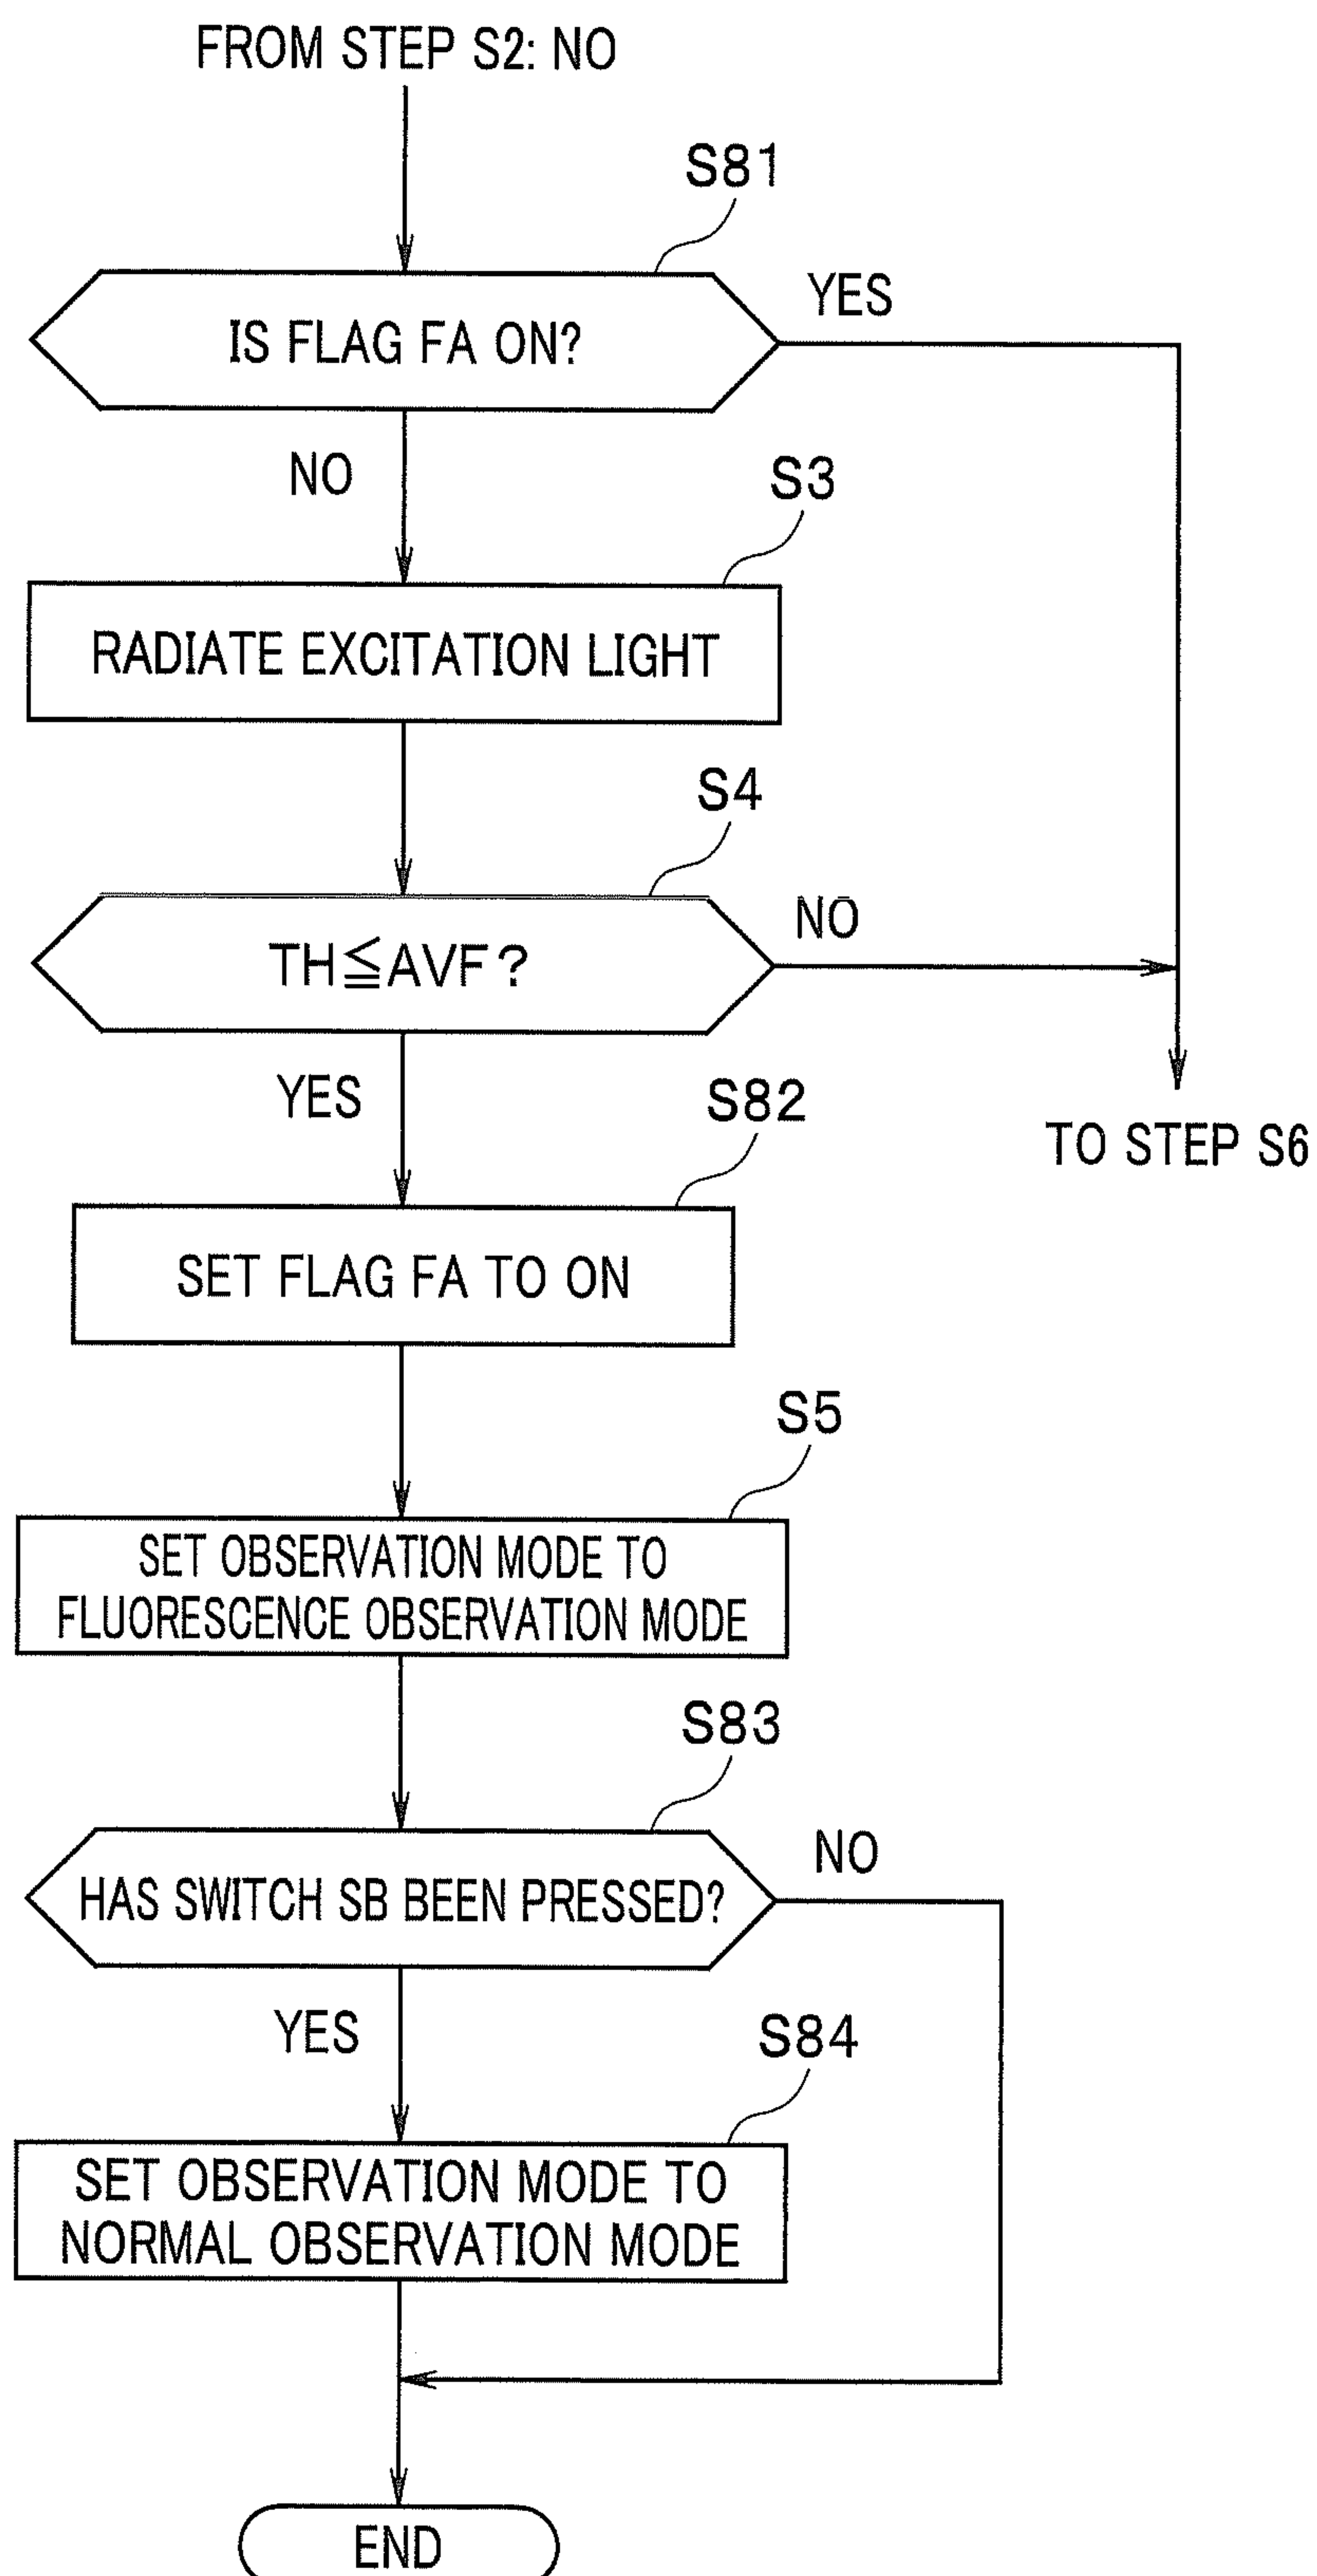 FROM STEP S2: NO
S81
IS FLAG FA ON?
YES
NO
S3
RADIATE EXCITATION LIGHT
S4
TH≦AVF?
NO
YES
TO STEP S6
S82
SET FLAG FA TO ON
S5
SET OBSERVATION MODE TO
FLUORESCENCE OBSERVATION MODE
S83
HAS SWITCH SB BEEN PRESSED?
NO
YES
S84
SET OBSERVATION MODE TO
NORMAL OBSERVATION MODE
END